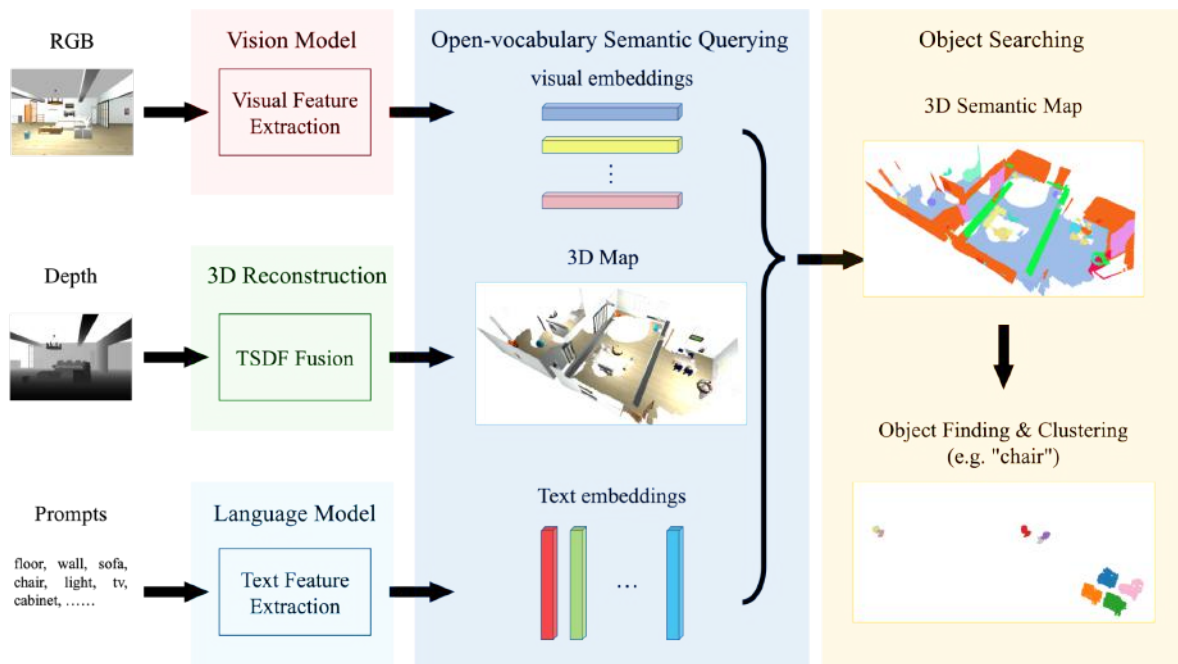 RGB
Vision Model
Visual Feature
Extraction
Open-vocabulary Semantic Querying
visual embeddings
Object Searching
3D Semantic Map
Depth
3D Reconstruction
TSDF Fusion
3D Map
Object Finding & Clustering
(e.g. "chair")
Prompts
floor, wall, sofa,
chair, light, tv,
cabinet, ......
Language Model
Text Feature
Extraction
Text embeddings